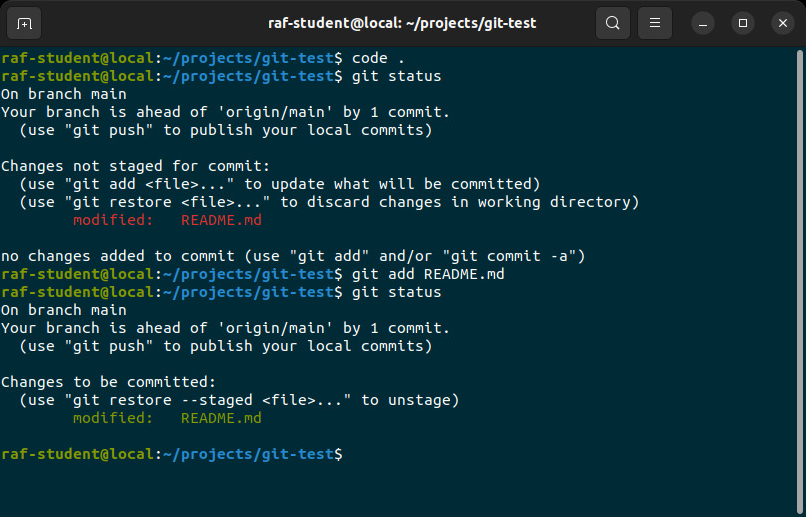 raf-student@local: ~/projects/git-test
raf-student@local:~/projects/git-test$ code .
raf-student@local:~/projects/git-test$ git status
On branch main
Your branch is ahead of 'origin/main' by 1 commit.
  (use "git push" to publish your local commits)
Changes not staged for commit:
  (use "git add <file>..." to update what will be committed)
  (use "git restore <file>..." to discard changes in working directory)
        modified:   README.md
no changes added to commit (use "git add" and/or "git commit -a")
raf-student@local:~/projects/git-test$ git add README.md
raf-student@local:~/projects/git-test$ git status
On branch main
Your branch is ahead of 'origin/main' by 1 commit.
  (use "git push" to publish your local commits)
Changes to be committed:
  (use "git restore --staged <file>..." to unstage)
        modified:   README.md
raf-student@local:~/projects/git-test$